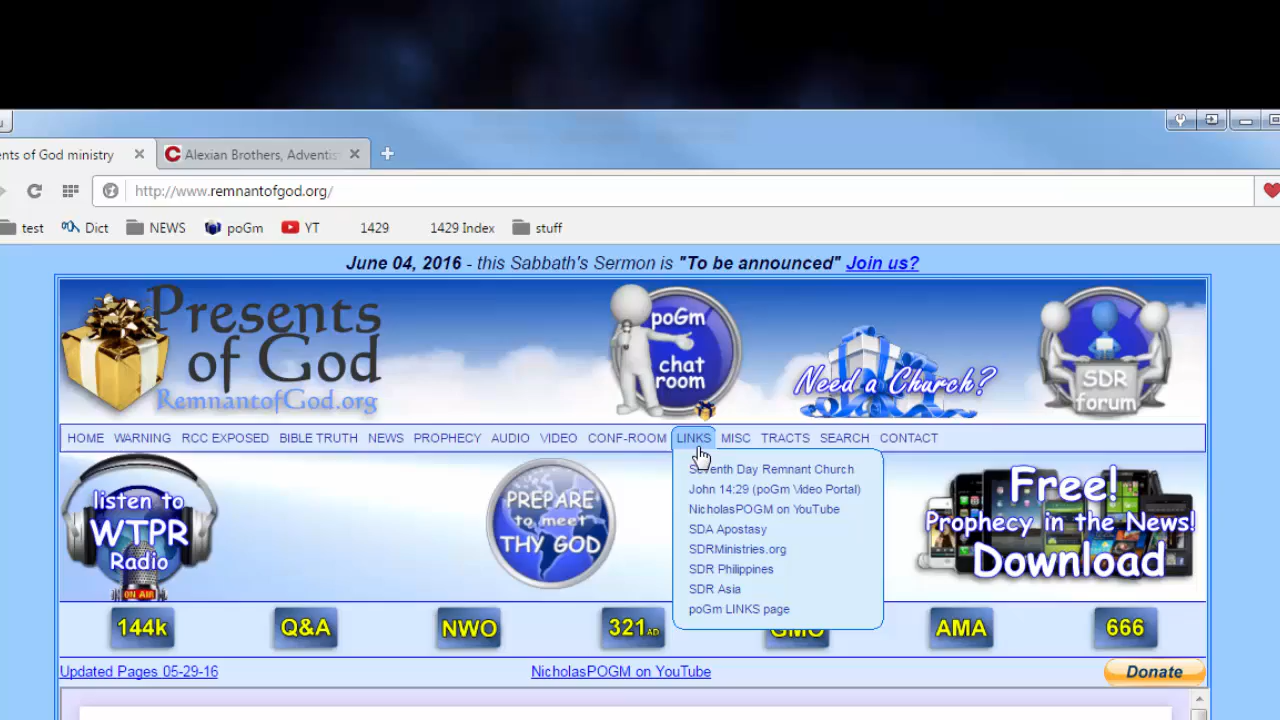 nts of God ministry
Alexian Brothers, Adventis
http://www.remnantofgod.org/
test
Dict
NEWS
poGm
YT
1429
1429 Index
stuff
June 04, 2016 - this Sabbath's Sermon is "To be announced" Join us?
Presents
of God
RemnantofGod.org
poGm
chat
room
Need a Church?
SDR
forum
HOME WARNING RCC EXPOSED BIBLE TRUTH NEWS PROPHECY AUDIO VIDEO CONF-ROOM LINKS MISC TRACTS SEARCH CONTACT
Seventh Day Remnant Church
John 14:29 (poGm Video Portal)
NicholasPOGM on YouTube
SDA Apostasy
SDRMinistries.org
SDR Philippines
SDR Asia
poGm LINKS page
listen to
WTPR
Radio
ON AIR
PREPARE
to meet
THY GOD
Free!
Prophecy in the News!
Download
144k
Q&A
NWO
321AD
GMO
AMA
666
Updated Pages 05-29-16
NicholasPOGM on YouTube
Donate